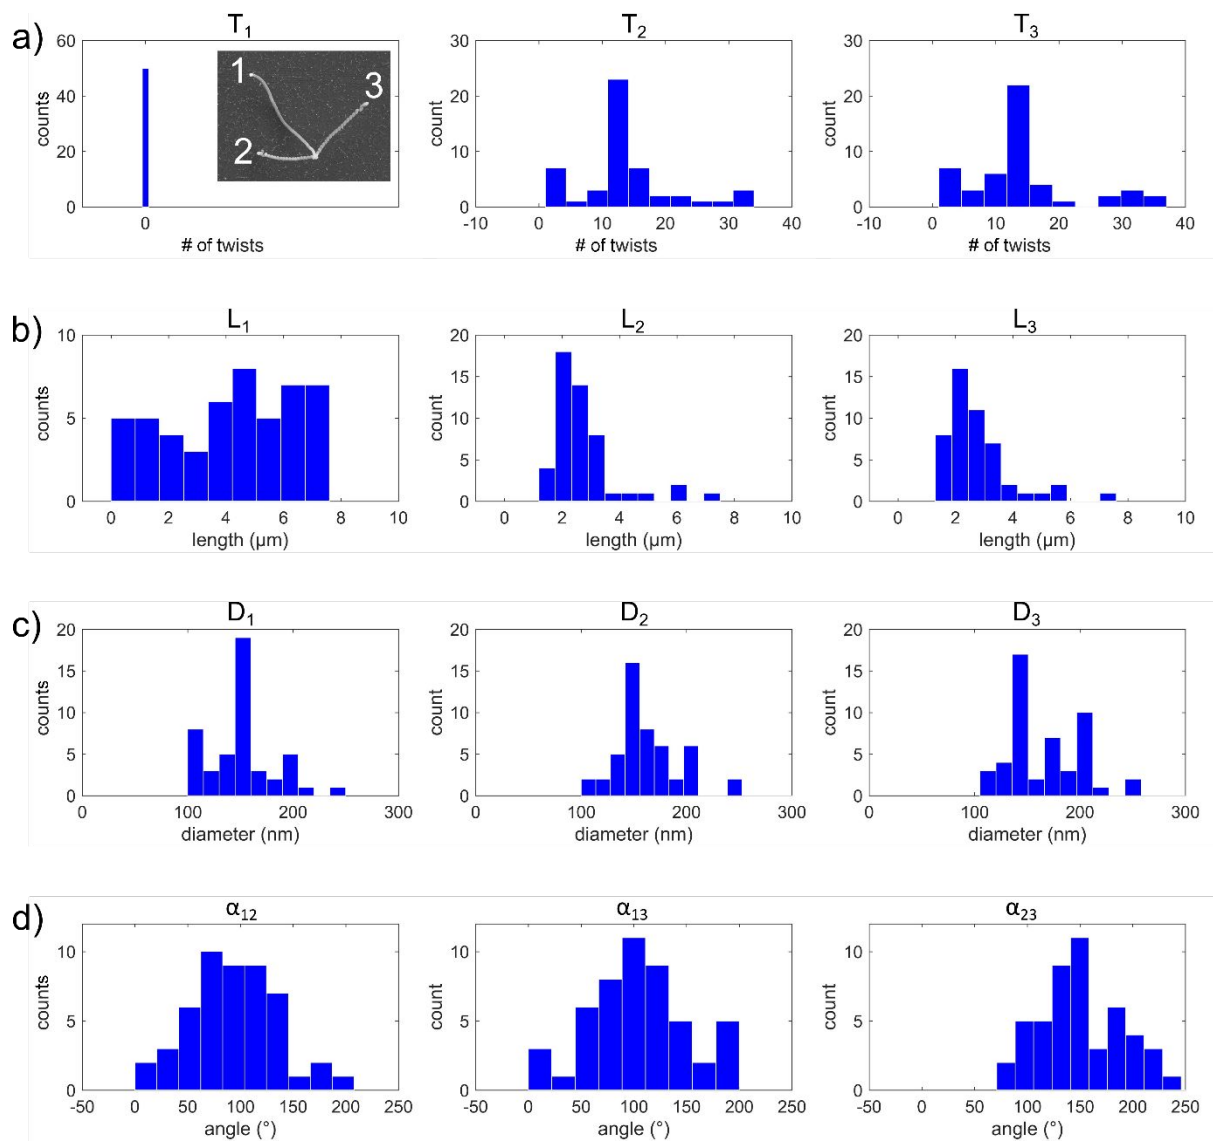 a)
T₁
T₂
T₃
60
40
20
0
counts
0
# of twists
1
2
3
30
20
10
0
count
-10 0 10 20 30 40
# of twists
30
20
10
0
count
-10 0 10 20 30 40
# of twists
b)
L₁
L₂
L₃
10
5
0
counts
0 2 4 6 8 10
length (µm)
20
15
10
5
0
count
0 2 4 6 8 10
length (µm)
20
15
10
5
0
count
0 2 4 6 8 10
length (µm)
c)
D₁
D₂
D₃
20
15
10
5
0
counts
0 100 200 300
diameter (nm)
20
15
10
5
0
count
0 100 200 300
diameter (nm)
20
15
10
5
0
count
0 100 200 300
diameter (nm)
d)
α₁₂
α₁₃
α₂₃
10
5
0
counts
-50 0 50 100 150 200 250
angle (°)
10
5
0
count
-50 0 50 100 150 200 250
angle (°)
10
5
0
count
-50 0 50 100 150 200 250
angle (°)